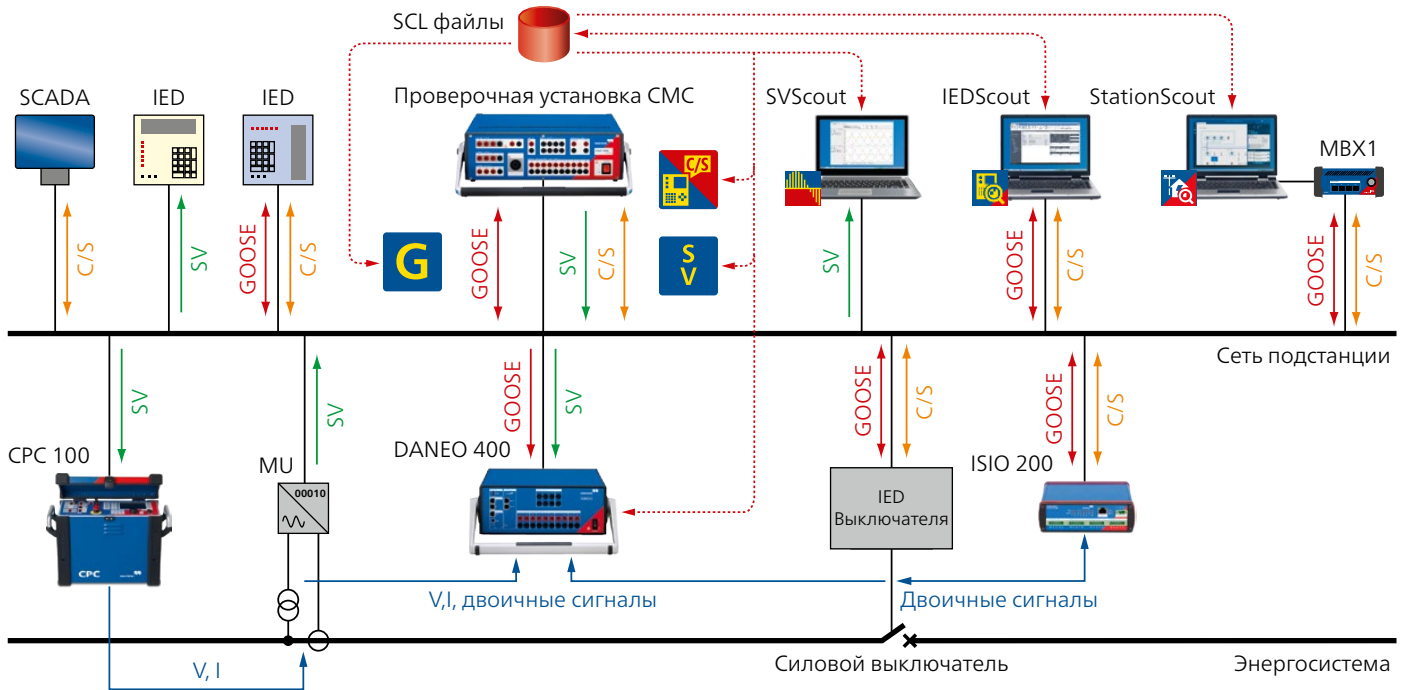 SCL файлы
SCADA
IED
IED
Проверочная установка CMC
SVScout
IEDScout
StationScout
MBX1
C/S
C/S
SV
GOOSE
C/S
G
GOOSE
SV
C/S
S
V
SV
GOOSE
C/S
GOOSE
C/S
Сеть подстанции
SV
SV
GOOSE
SV
GOOSE
C/S
GOOSE
C/S
CPC 100
MU
DANEO 400
ISIO 200
00010
IED
Выключателя
CPC
V,I, двоичные сигналы
Двоичные сигналы
V, I
Силовой выключатель
Энергосистема